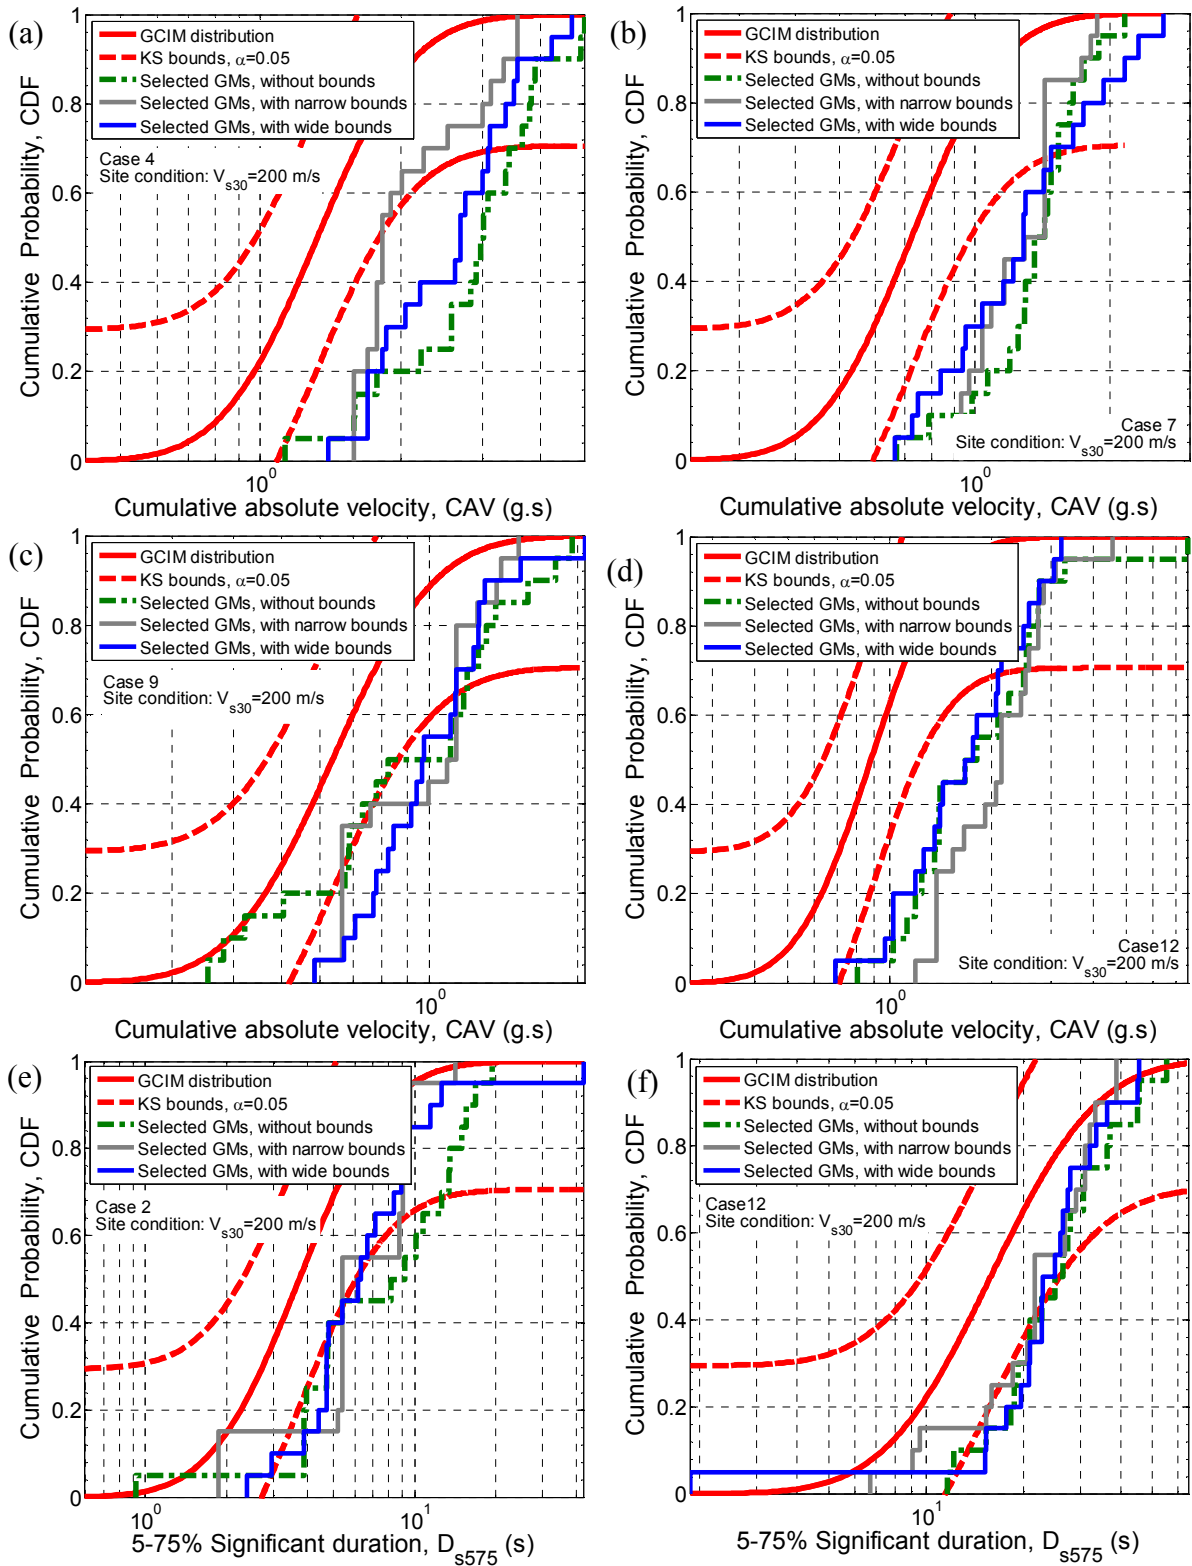 (a)
GCIM distribution
KS bounds, α=0.05
Selected GMs, without bounds
Selected GMs, with narrow bounds
Selected GMs, with wide bounds
Case 4
Site condition: V_s30=200 m/s
Cumulative Probability, CDF
1
0.8
0.6
0.4
0.2
0
10^0
Cumulative absolute velocity, CAV (g.s)
(b)
GCIM distribution
KS bounds, α=0.05
Selected GMs, without bounds
Selected GMs, with narrow bounds
Selected GMs, with wide bounds
Case 7
Site condition: V_s30=200 m/s
Cumulative Probability, CDF
1
0.8
0.6
0.4
0.2
0
10^0
Cumulative absolute velocity, CAV (g.s)
(c)
GCIM distribution
KS bounds, α=0.05
Selected GMs, without bounds
Selected GMs, with narrow bounds
Selected GMs, with wide bounds
Case 9
Site condition: V_s30=200 m/s
Cumulative Probability, CDF
1
0.8
0.6
0.4
0.2
0
10^0
Cumulative absolute velocity, CAV (g.s)
(d)
GCIM distribution
KS bounds, α=0.05
Selected GMs, without bounds
Selected GMs, with narrow bounds
Selected GMs, with wide bounds
Case12
Site condition: V_s30=200 m/s
Cumulative Probability, CDF
1
0.8
0.6
0.4
0.2
0
10^0
Cumulative absolute velocity, CAV (g.s)
(e)
GCIM distribution
KS bounds, α=0.05
Selected GMs, without bounds
Selected GMs, with narrow bounds
Selected GMs, with wide bounds
Case 2
Site condition: V_s30=200 m/s
Cumulative Probability, CDF
1
0.8
0.6
0.4
0.2
0
10^0 10^1
5-75% Significant duration, D_s575 (s)
(f)
GCIM distribution
KS bounds, α=0.05
Selected GMs, without bounds
Selected GMs, with narrow bounds
Selected GMs, with wide bounds
Case12
Site condition: V_s30=200 m/s
Cumulative Probability, CDF
1
0.8
0.6
0.4
0.2
0
10^1
5-75% Significant duration, D_s575 (s)